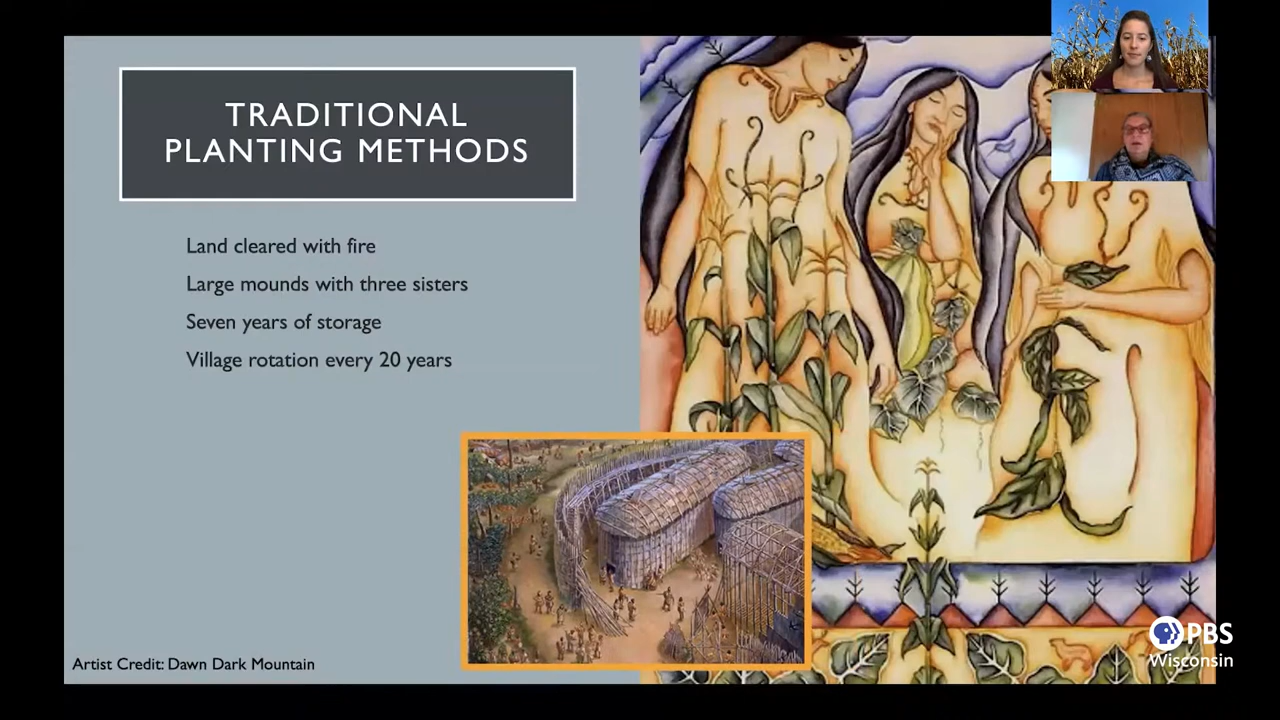 TRADITIONAL
PLANTING METHODS
Land cleared with fire
Large mounds with three sisters
Seven years of storage
Village rotation every 20 years
Artist Credit: Dawn Dark Mountain
PBS
Wisconsin